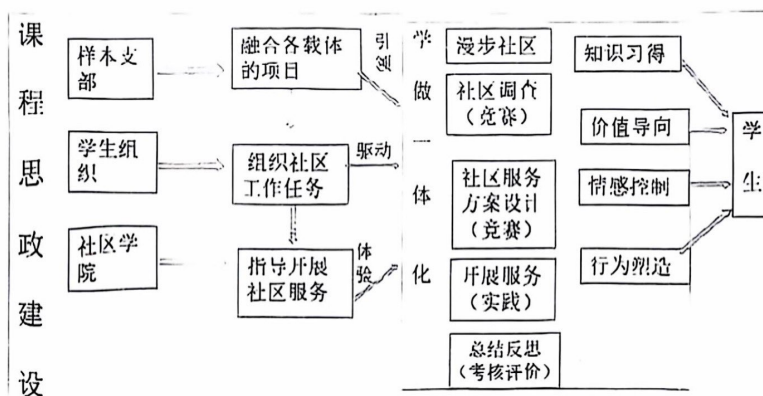 课程思政建设
样本支
部
学生组
织
社区学
院
融合各载体
的项目
组织社区
工作任务
指导开展
社区服务
驱动
体验
学做一体化
漫步社区
社区调查
（竞赛）
社区服务
方案设计
（竞赛）
开展服务
（实践）
总结反思
（考核评价）
知识习得
价值导向
情感控制
行为塑造
学生